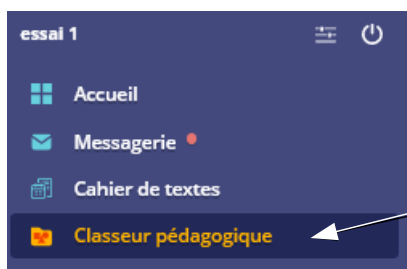 essai 1
Accueil
Messagerie
Cahier de textes
Classeur pédagogique